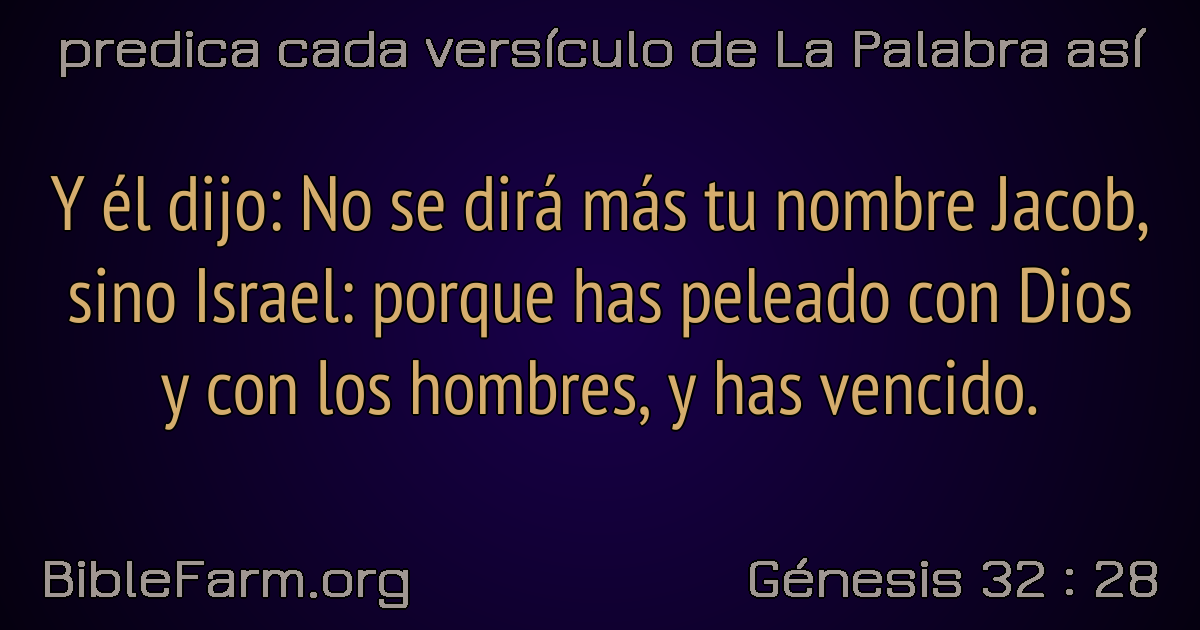 predica cada versículo de La Palabra así
Y él dijo: No se dirá más tu nombre Jacob,
sino Israel: porque has peleado con Dios
y con los hombres, y has vencido.
BibleFarm.org
Génesis 32 : 28